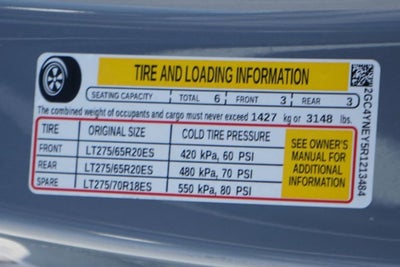 TIRE AND LOADING INFORMATION
SEATING CAPACITY TOTAL 6 FRONT 3 REAR 3
The combined weight of occupants and cargo must never exceed 1427 kg or 3148 lbs.
TIRE ORIGINAL SIZE COLD TIRE PRESSURE
FRONT LT275/65R20ES 420 kPa, 60 PSI
REAR LT275/65R20ES 480 kPa, 70 PSI
SPARE LT275/70R18ES 550 kPa, 80 PSI
SEE OWNER'S
MANUAL FOR
ADDITIONAL
INFORMATION
2GC4YNEY5R1213484